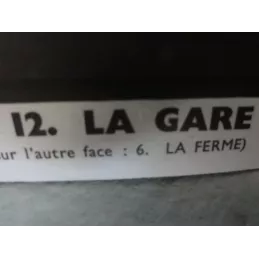 12. LA GARE
ur l'autre face : 6. LA FERME)